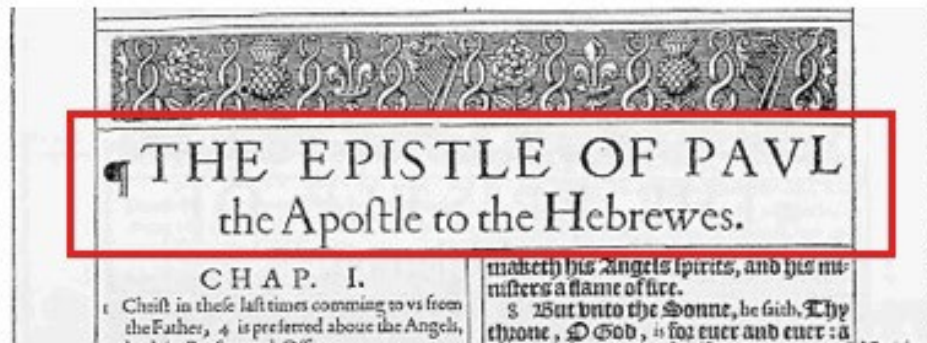 ¶ THE EPISTLE OF PAVL
the Apoſtle to the Hebrewes.
CHAP. I.
1 Chriſt in theſe laſt times comming to vs from
the Father, 4 is preferred aboue the Angels,
maketh his Angels ſpirits, and his mi-
niſters a flame of fire.
8 But vnto the Sonne, he ſaith, Thy
throne, O God, is for euer and euer: a